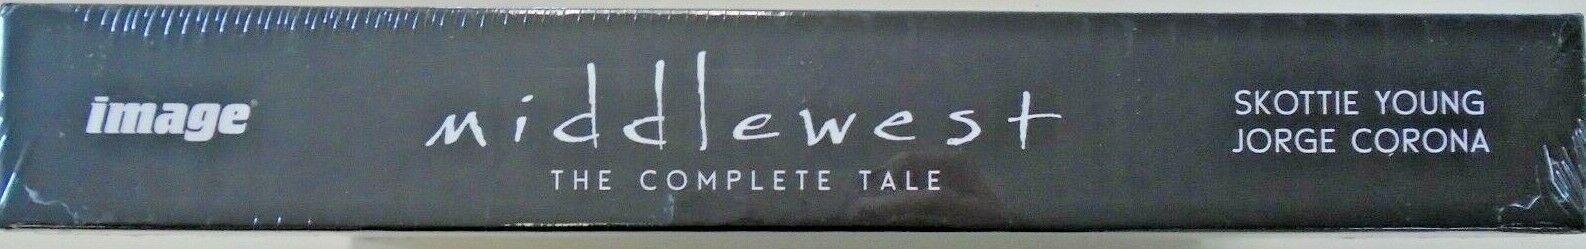 image
middlewest
THE COMPLETE TALE
SKOTTIE YOUNG
JORGE CORONA